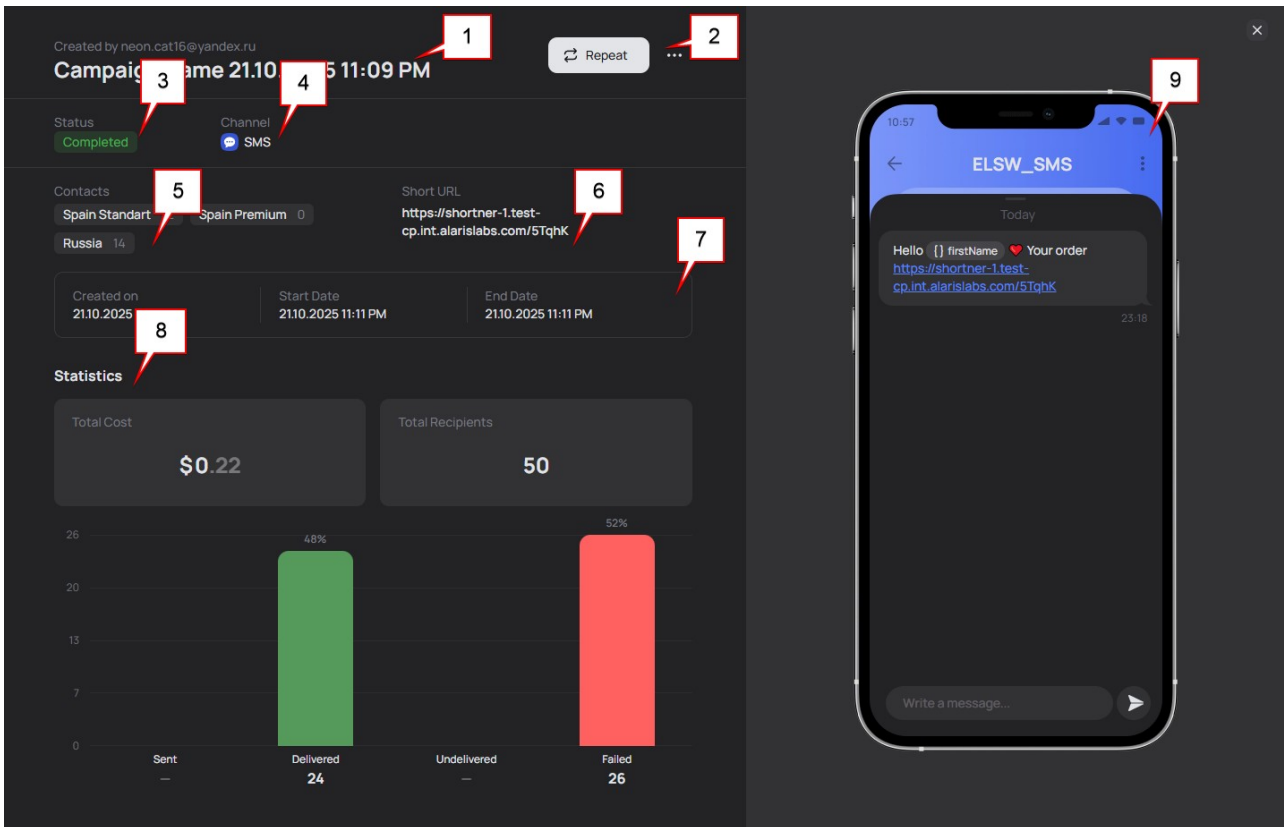 Created by neon.cat16@yandex.ru
1
Repeat
...
2
Campaig ame 21.10. 5 11:09 PM
3
4
Status
Channel
Completed
SMS
Contacts
5
Short URL
6
Spain Standart
Spain Premium 0
https://shortner-1.test-
cp.int.alarislabs.com/5TqhK
Russia 14
7
Created on
Start Date
End Date
21.10.2025
21.10.2025 11:11 PM
21.10.2025 11:11 PM
8
Statistics
Total Cost
Total Recipients
$0.22
50
52%
26
48%
20
13
7
0
Sent
Delivered
Undelivered
Failed
—
24
—
26
9
10:57
ELSW_SMS
Today
Hello {} firstName ❤ Your order
https://shortner-1.test-
cp.int.alarislabs.com/5TqhK
23:18
Write a message...